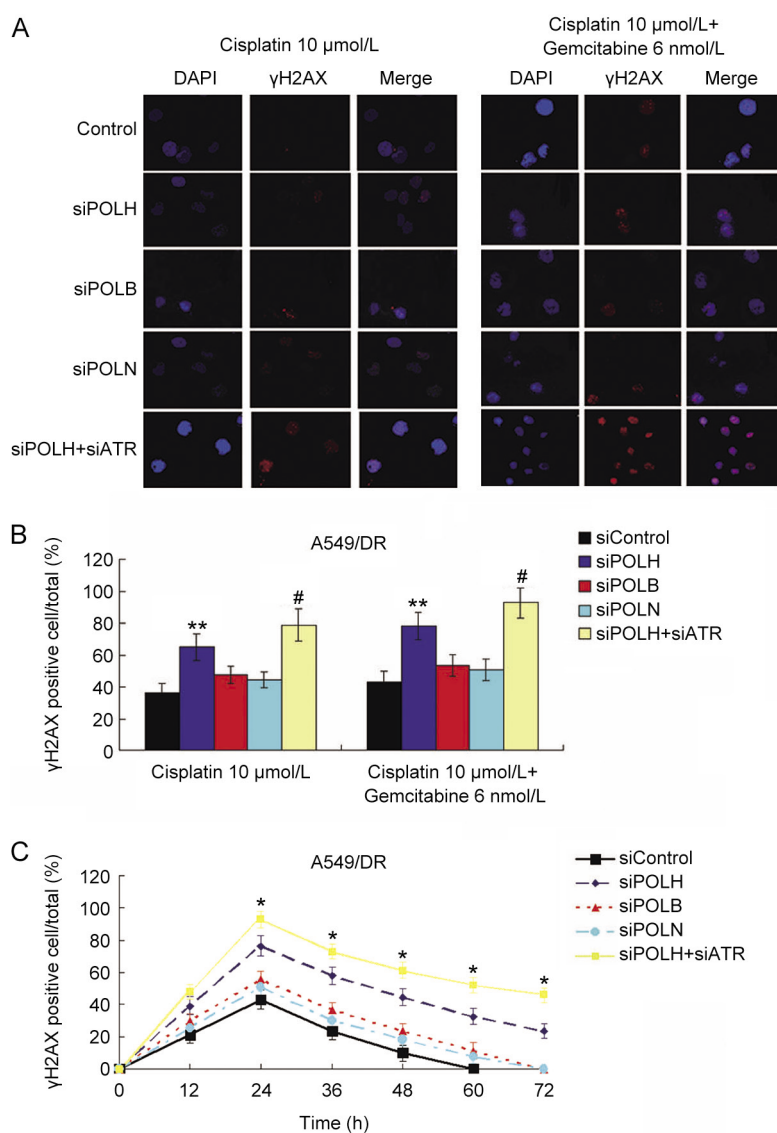 A
Cisplatin 10 μmol/L
Cisplatin 10 μmol/L+
Gemcitabine 6 nmol/L
DAPI γH2AX Merge DAPI γH2AX Merge
Control
siPOLH
siPOLB
siPOLN
siPOLH+siATR
B
A549/DR
γH2AX positive cell/total (%)
120
100
80
60
40
20
0
** # ** #
Cisplatin 10 μmol/L
Cisplatin 10 μmol/L+
Gemcitabine 6 nmol/L
siControl
siPOLH
siPOLB
siPOLN
siPOLH+siATR
C
A549/DR
γH2AX positive cell/total (%)
120
100
80
60
40
20
0
* * * * *
0 12 24 36 48 60 72
Time (h)
siControl
siPOLH
siPOLB
siPOLN
siPOLH+siATR